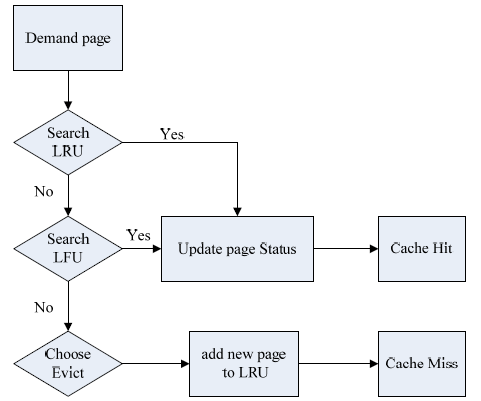 Demand page
Search
LRU
Yes
No
Search
LFU
Yes
Update page Status
Cache Hit
No
Choose
Evict
add new page
to LRU
Cache Miss